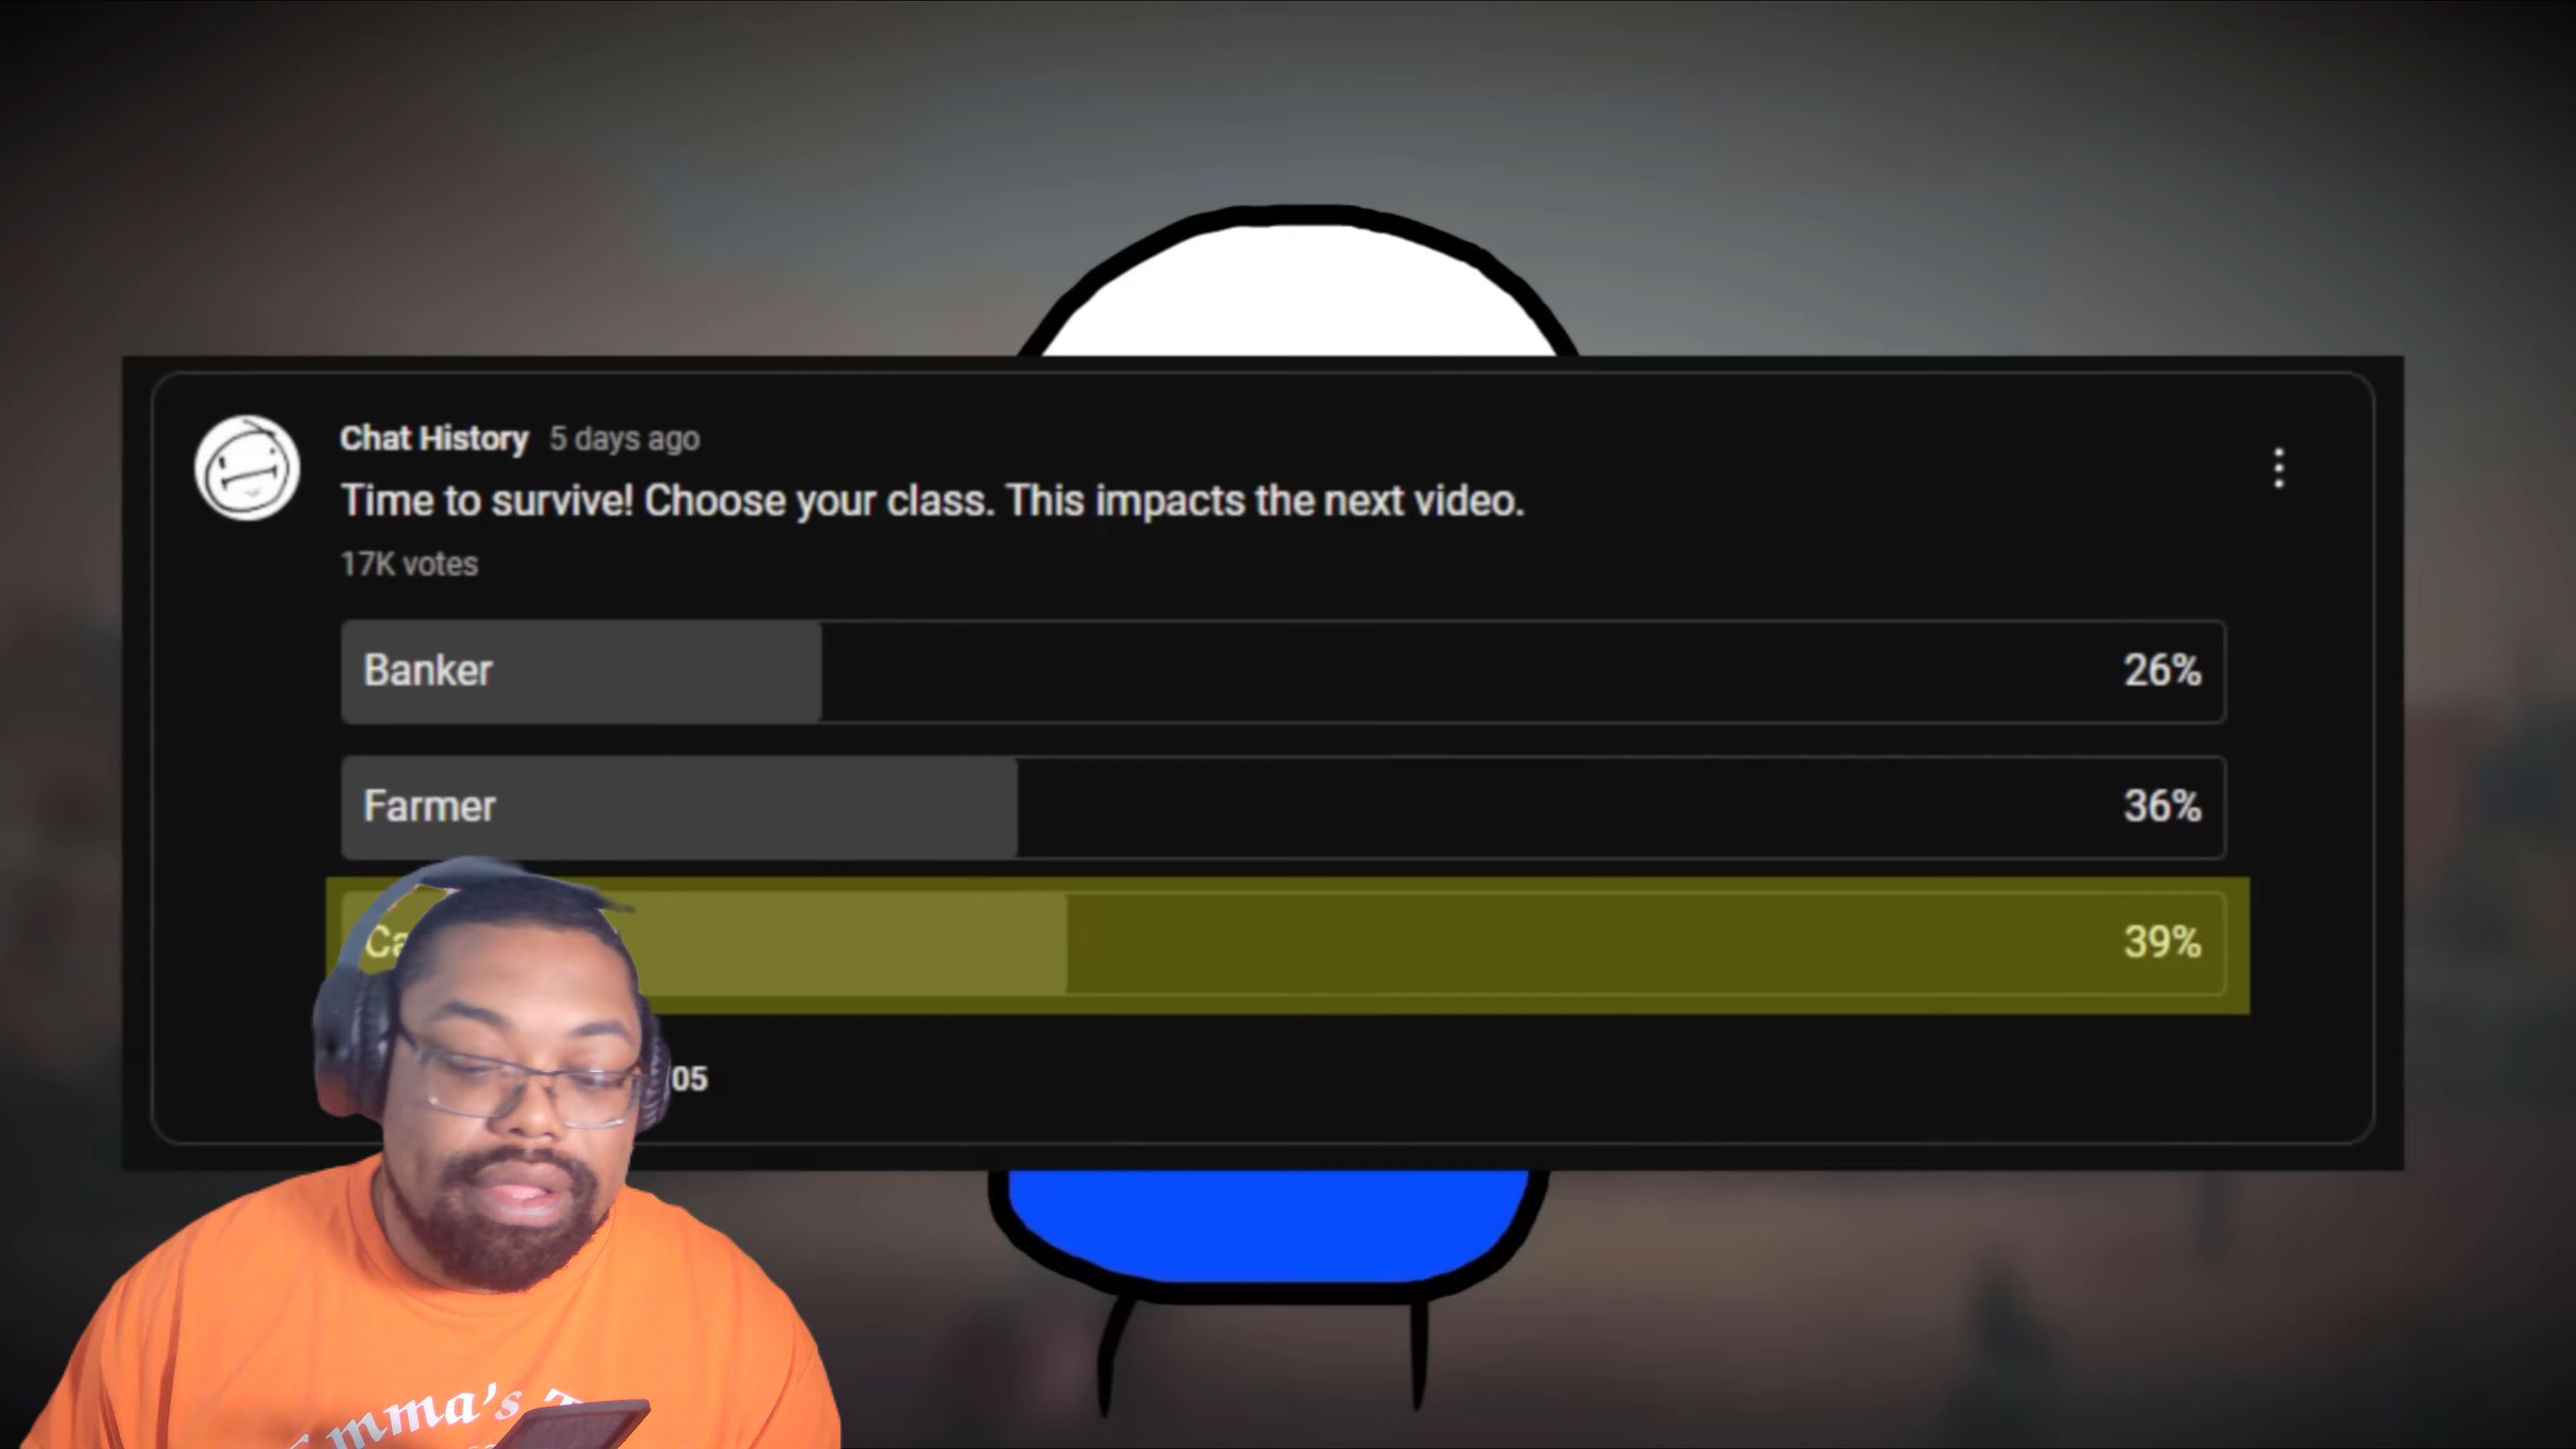 Chat History 5 days ago
Time to survive! Choose your class. This impacts the next video.
17K votes
Banker 26%
Farmer 36%
39%
05